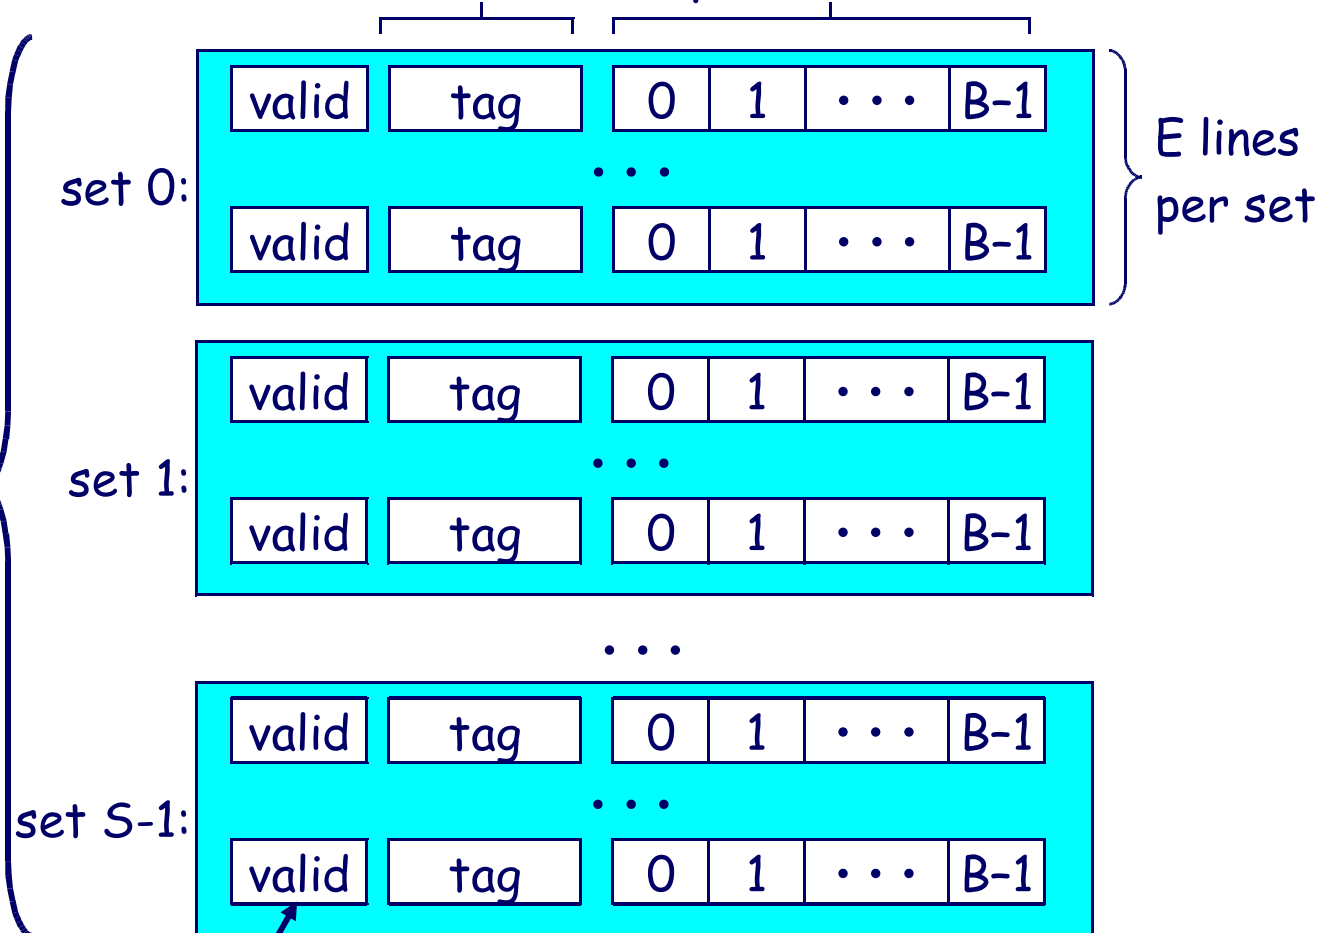 valid tag 0 1 • • • B-1
• • •
set 0:
valid tag 0 1 • • • B-1
E lines
per set
valid tag 0 1 • • • B-1
• • •
set 1:
valid tag 0 1 • • • B-1
• • •
valid tag 0 1 • • • B-1
• • •
set S-1:
valid tag 0 1 • • • B-1